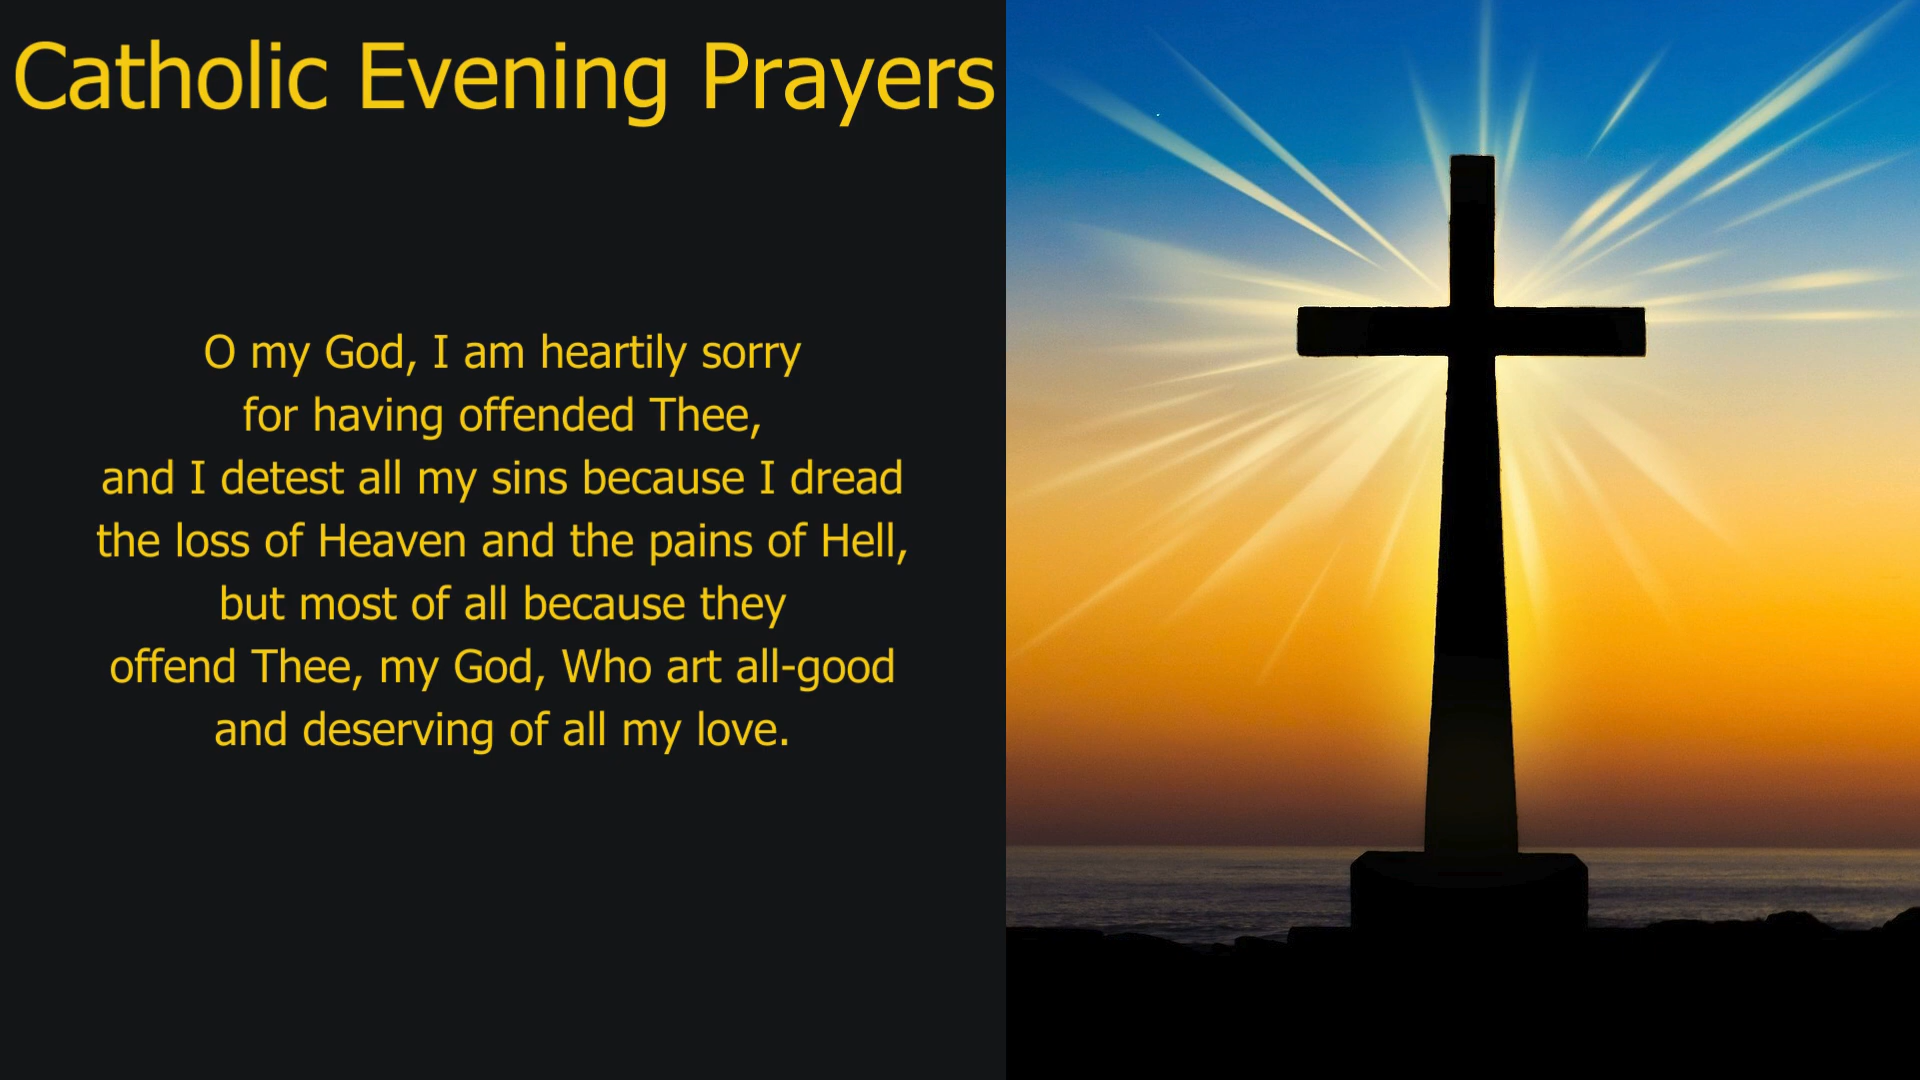 Catholic Evening Prayers
O my God, I am heartily sorry
for having offended Thee,
and I detest all my sins because I dread
the loss of Heaven and the pains of Hell,
but most of all because they
offend Thee, my God, Who art all-good
and deserving of all my love.